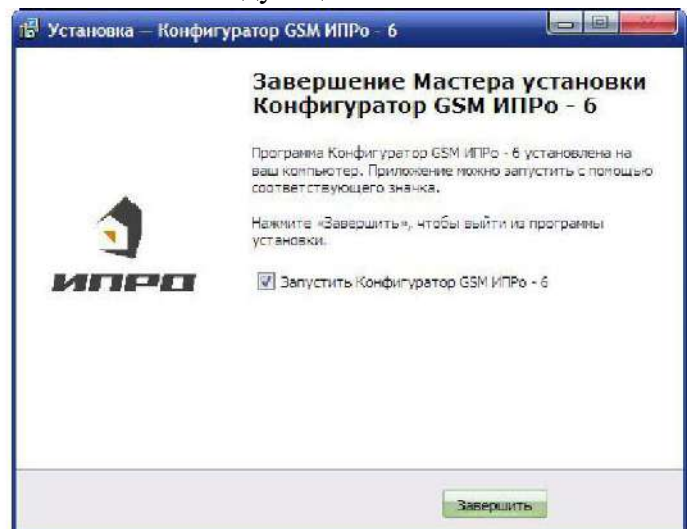 Установка — Конфигуратор GSM ИПРо - 6
Завершение Мастера установки
Конфигуратор GSM ИПРо - 6
Программа Конфигуратор GSM ИПРо - 6 установлена на
ваш компьютер. Приложение можно запустить с помощью
соответствующего значка.
Нажмите «Завершить», чтобы выйти из программы
установки.
ИПРО
Запустить Конфигуратор GSM ИПРо - 6
Завершить